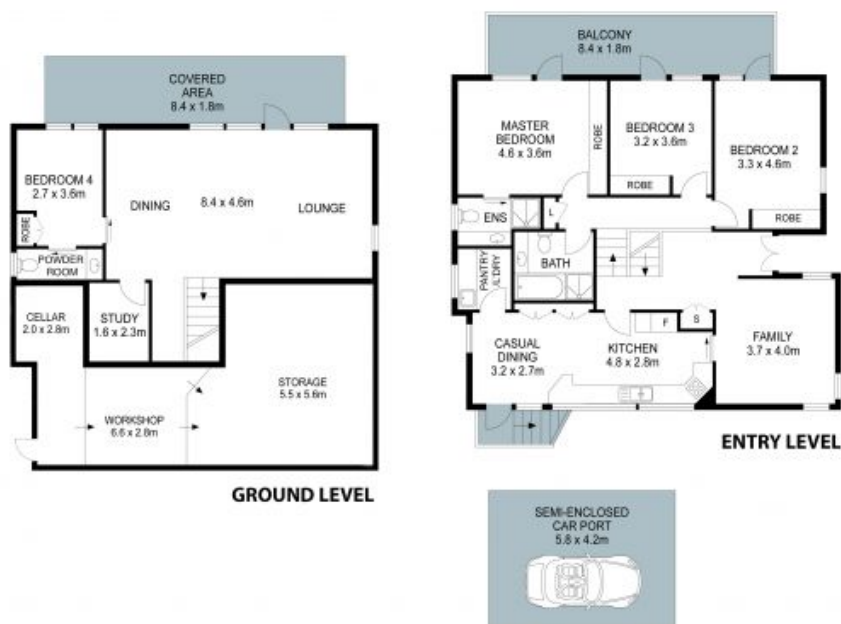 COVERED
AREA
8.4 x 1.8m
BEDROOM 4
2.7 x 3.6m
DINING
8.4 x 4.6m
LOUNGE
ROBE
POWDER
ROOM
CELLAR
2.0 x 2.8m
STUDY
1.6 x 2.3m
STORAGE
5.5 x 5.6m
WORKSHOP
6.6 x 2.8m
GROUND LEVEL
BALCONY
8.4 x 1.8m
MASTER
BEDROOM
4.6 x 3.6m
ROBE
BEDROOM 3
3.2 x 3.6m
ROBE
BEDROOM 2
3.3 x 4.6m
ROBE
ENS
L
BATH
PANTRY
/L'DRY
CASUAL
DINING
3.2 x 2.7m
KITCHEN
4.8 x 2.8m
F
S
FAMILY
3.7 x 4.0m
ENTRY LEVEL
SEMI-ENCLOSED
CAR PORT
5.8 x 4.2m